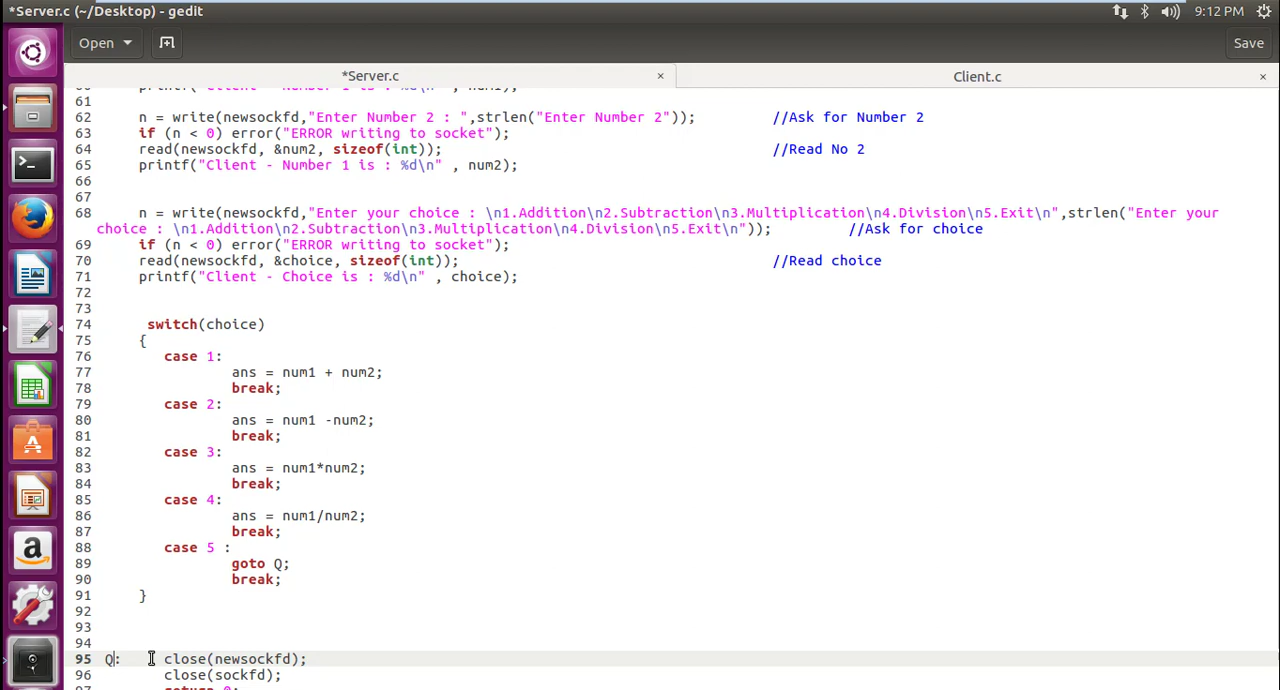 *Server.c (~/Desktop) - gedit
9:12 PM
Open
Save
*Server.c ×
Client.c ×
61
62 n = write(newsockfd,"Enter Number 2 : ",strlen("Enter Number 2")); //Ask for Number 2
63 if (n < 0) error("ERROR writing to socket");
64 read(newsockfd, &num2, sizeof(int)); //Read No 2
65 printf("Client - Number 1 is : %d\n" , num2);
66
67
68 n = write(newsockfd,"Enter your choice : \n1.Addition\n2.Subtraction\n3.Multiplication\n4.Division\n5.Exit\n",strlen("Enter your
choice : \n1.Addition\n2.Subtraction\n3.Multiplication\n4.Division\n5.Exit\n")); //Ask for choice
69 if (n < 0) error("ERROR writing to socket");
70 read(newsockfd, &choice, sizeof(int)); //Read choice
71 printf("Client - Choice is : %d\n" , choice);
72
73
74 switch(choice)
75 {
76 case 1:
77 ans = num1 + num2;
78 break;
79 case 2:
80 ans = num1 -num2;
81 break;
82 case 3:
83 ans = num1*num2;
84 break;
85 case 4:
86 ans = num1/num2;
87 break;
88 case 5 :
89 goto Q;
90 break;
91 }
92
93
94
95 Q: close(newsockfd);
96 close(sockfd);